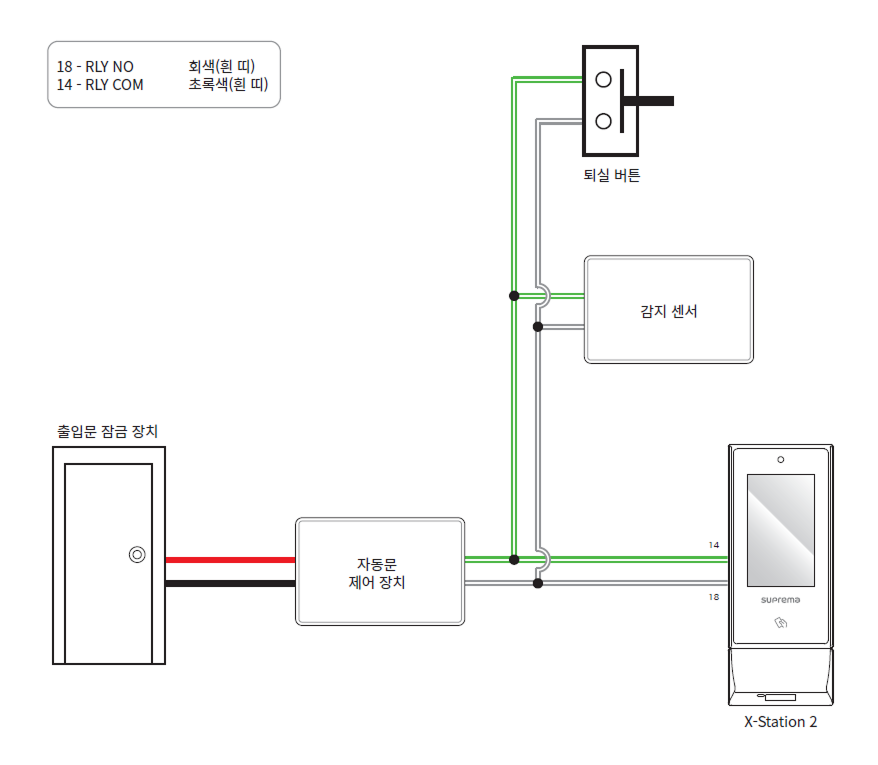 18 - RLY NO 회색(흰 띠)
14 - RLY COM 초록색(흰 띠)
퇴실 버튼
감지 센서
출입문 잠금 장치
자동문
제어 장치
14
18
suprema
X-Station 2